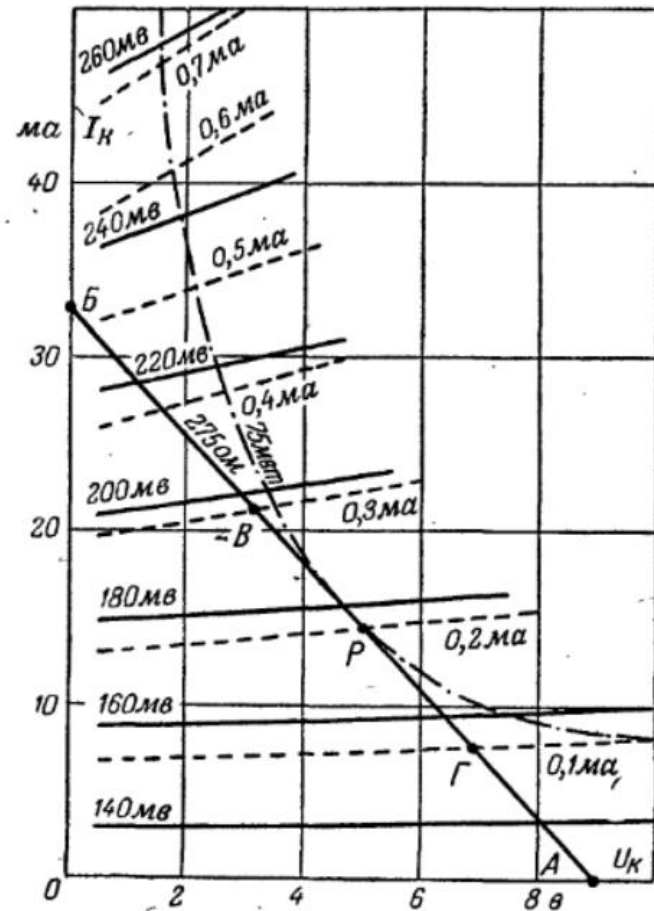 260мв
0,7ма
ма Iк
0,6ма
40
240мв
0,5ма
Б
30
220мв
0,4ма
275ом
75мвт
200мв
0,3ма
20
В
180мв
0,2ма
Р
10
160мв
0,1ма
Г
140мв
А
Uк
0
2
4
6
8 в